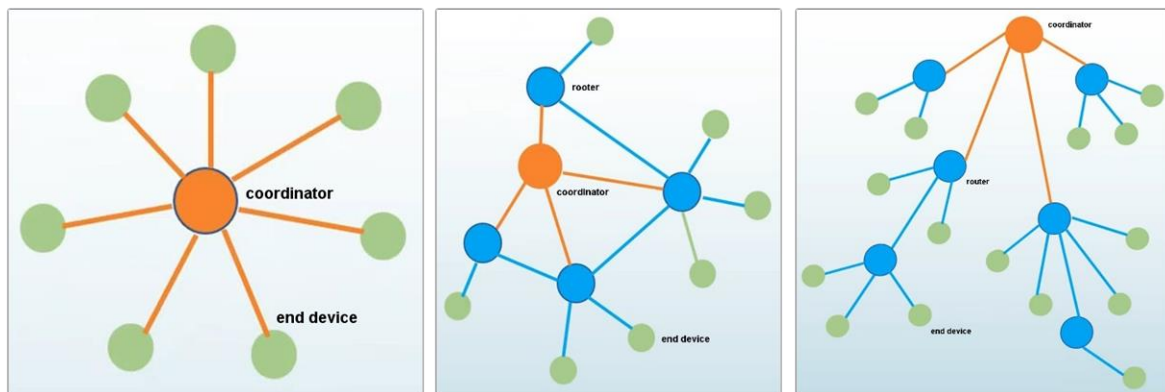 coordinator
end device
rooter
coordinator
end device
coordinator
router
end device